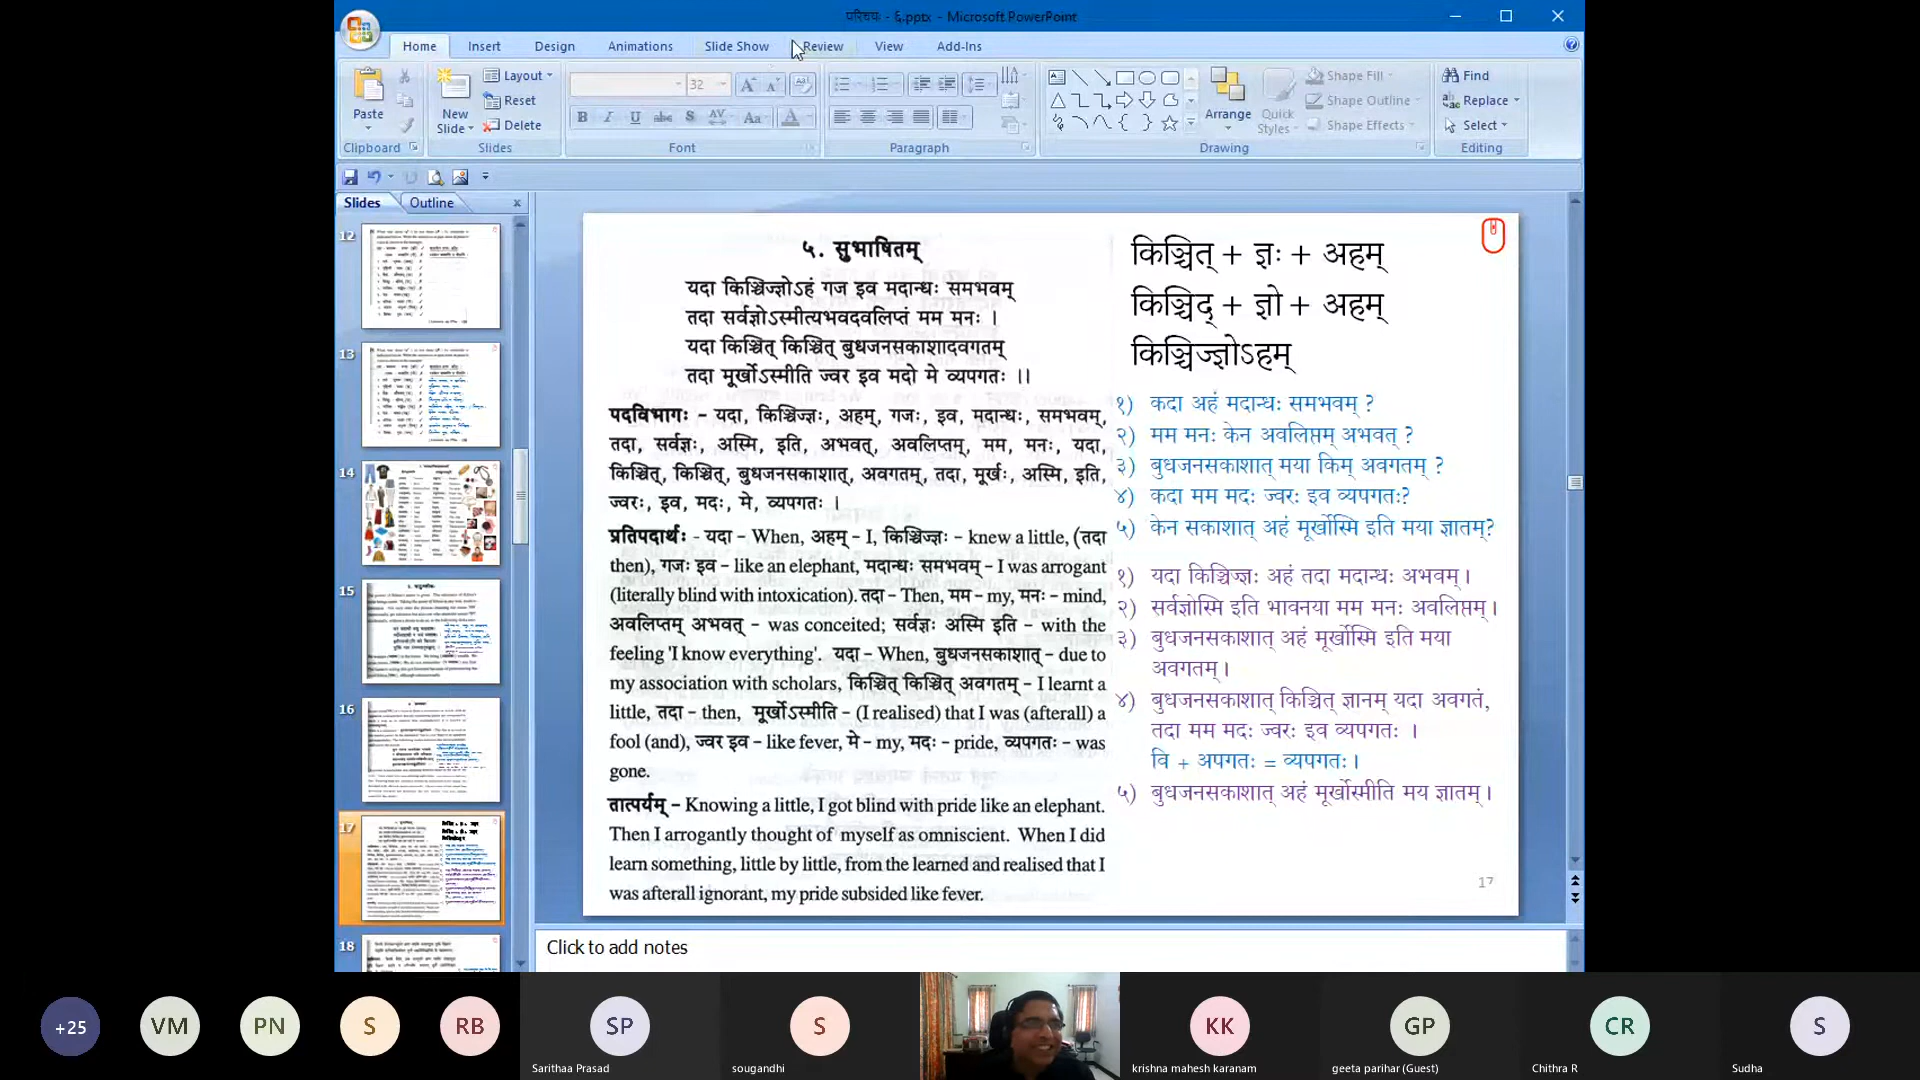 परिचयः - ६.pptx - Microsoft PowerPoint
Home Insert Design Animations Slide Show Review View Add-Ins
Paste
Clipboard
New Slide
Layout
Reset
Delete
Slides
32
Font
Paragraph
Arrange
Quick Styles
Shape Fill
Shape Outline
Shape Effects
Drawing
Find
Replace
Select
Editing
Slides Outline
12
13
14
15
16
17
18
५. सुभाषितम्
यदा किञ्चिज्ज्ञोऽहं गज इव मदान्धः समभवम्
तदा सर्वज्ञोऽस्मीत्यभवदवलिप्तं मम मनः ।
यदा किञ्चित् किञ्चित् बुधजनसकाशादवगतम्
तदा मूर्खोऽस्मीति ज्वर इव मदो मे व्यपगतः ।।
पदविभागः - यदा, किञ्चिज्ज्ञः, अहम्, गजः, इव, मदान्धः, समभवम्,
तदा, सर्वज्ञः, अस्मि, इति, अभवत्, अवलिप्तम्, मम, मनः, यदा,
किञ्चित्, किञ्चित्, बुधजनसकाशात्, अवगतम्, तदा, मूर्खः, अस्मि, इति,
ज्वरः, इव, मदः, मे, व्यपगतः ।
प्रतिपदार्थः - यदा – When, अहम् – I, किञ्चिज्ज्ञः – knew a little, (तदा
then), गजः इव – like an elephant, मदान्धः समभवम् – I was arrogant
(literally blind with intoxication). तदा – Then, मम – my, मनः – mind,
अवलिप्तम् अभवत् – was conceited; सर्वज्ञः अस्मि इति – with the
feeling 'I know everything'. यदा – When, बुधजनसकाशात् – due to
my association with scholars, किञ्चित् किञ्चित् अवगतम् – I learnt a
little, तदा – then, मूर्खोऽस्मीति – (I realised) that I was (afterall) a
fool (and), ज्वर इव – like fever, मे – my, मदः – pride, व्यपगतः – was
gone.
तात्पर्यम् – Knowing a little, I got blind with pride like an elephant.
Then I arrogantly thought of myself as omniscient. When I did
learn something, little by little, from the learned and realised that I
was afterall ignorant, my pride subsided like fever.
किञ्चित् + ज्ञः + अहम्
किञ्चिद् + ज्ञो + अहम्
किञ्चिज्ज्ञोऽहम्
१) कदा अहं मदान्धः समभवम् ?
२) मम मनः केन अवलिप्तम् अभवत् ?
३) बुधजनसकाशात् मया किम् अवगतम् ?
४) कदा मम मदः ज्वरः इव व्यपगतः?
५) केन सकाशात् अहं मूर्खोस्मि इति मया ज्ञातम्?
१) यदा किञ्चिज्ज्ञः अहं तदा मदान्धः अभवम् ।
२) सर्वज्ञोस्मि इति भावनया मम मनः अवलिप्तम् ।
३) बुधजनसकाशात् अहं मूर्खोस्मि इति मया
अवगतम् ।
४) बुधजनसकाशात् किञ्चित् ज्ञानम् यदा अवगतं,
तदा मम मदः ज्वरः इव व्यपगतः ।
वि + अपगतः = व्यपगतः ।
५) बुधजनसकाशात् अहं मूर्खोस्मीति मय ज्ञातम् ।
17
Click to add notes
+25 VM PN S RB SP S KK GP CR S
Sarithaa Prasad sougandhi krishna mahesh karanam geeta parihar (Guest) Chithra R Sudha